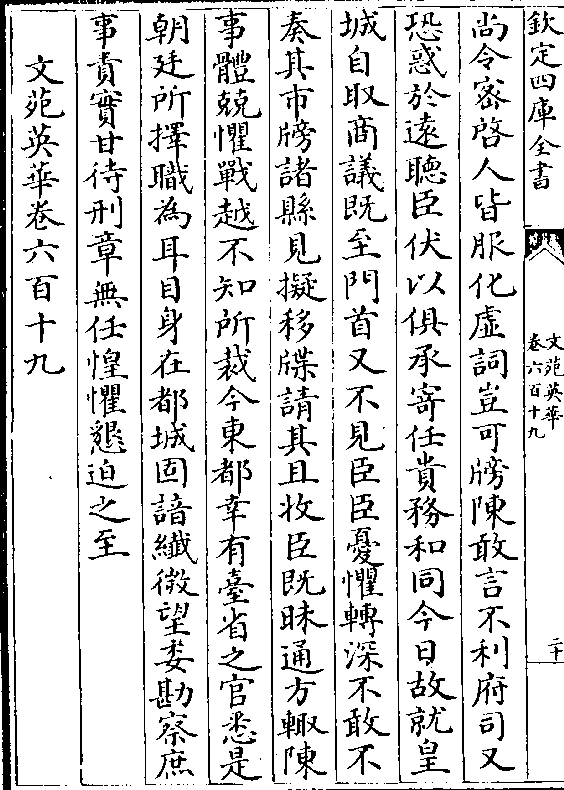 欽定四庫全書
文苑英華
卷六百十九
二十
尚令密啓人皆服化虛詞豈可牓陳敢言不利府司又
恐惑於遠聽臣伏以俱承寄任貴務和同今日故就皇
城自取商議既至門首又不見臣臣憂懼轉深不敢不
奏其市牓諸縣見擬移牒請其且收臣既昧通方輙陳
事體兢懼戰越不知所裁今東都幸有臺省之官悉是
朝廷所擇職為耳目身在都城固諳纖微望委勘察庶
事責實甘待刑章無任惶懼懇迫之至
文苑英華卷六百十九